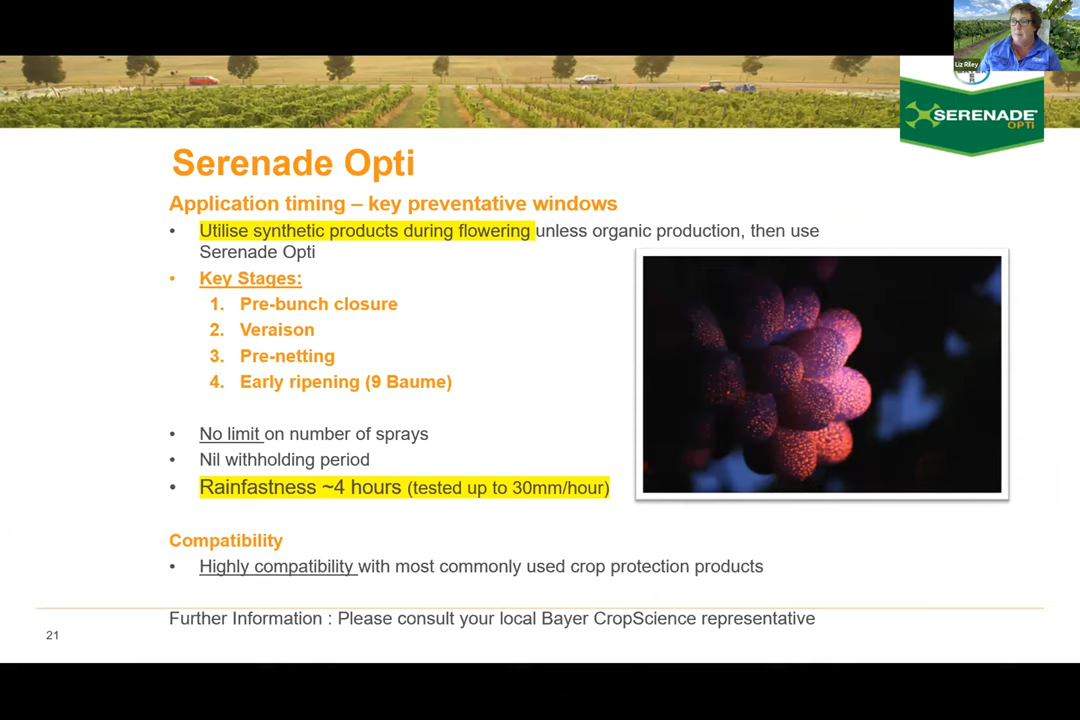 Liz Riley
SERENADE
OPTI
Serenade Opti
Application timing – key preventative windows
• Utilise synthetic products during flowering unless organic production, then use
Serenade Opti
• Key Stages:
1. Pre-bunch closure
2. Veraison
3. Pre-netting
4. Early ripening (9 Baume)
• No limit on number of sprays
• Nil withholding period
• Rainfastness ~4 hours (tested up to 30mm/hour)
Compatibility
• Highly compatibility with most commonly used crop protection products
Further Information : Please consult your local Bayer CropScience representative
21